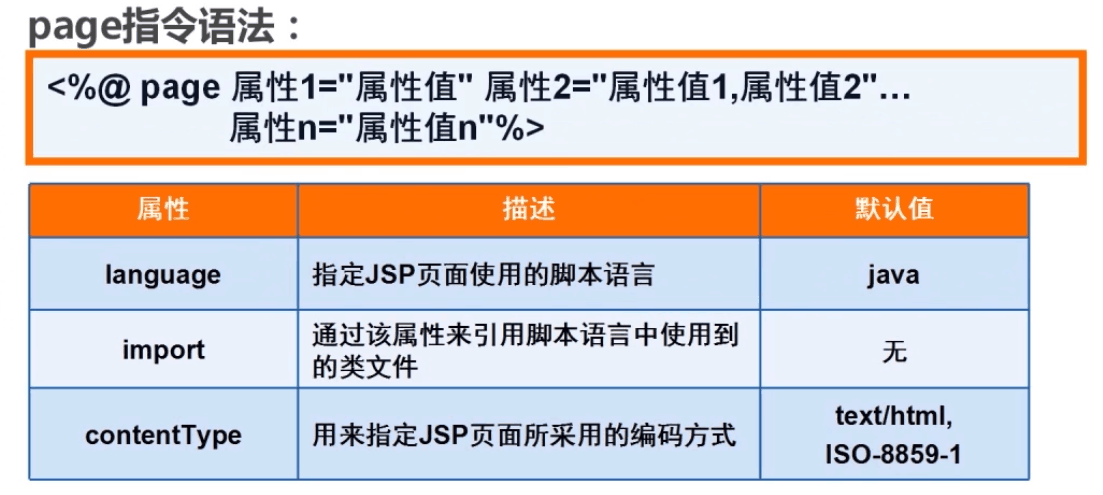 page指令语法：
<%@ page 属性1="属性值" 属性2="属性值1,属性值2"…
属性n="属性值n"%>
属性 描述 默认值
language 指定JSP页面使用的脚本语言 java
import 通过该属性来引用脚本语言中使用到
的类文件 无
contentType 用来指定JSP页面所采用的编码方式 text/html,
ISO-8859-1